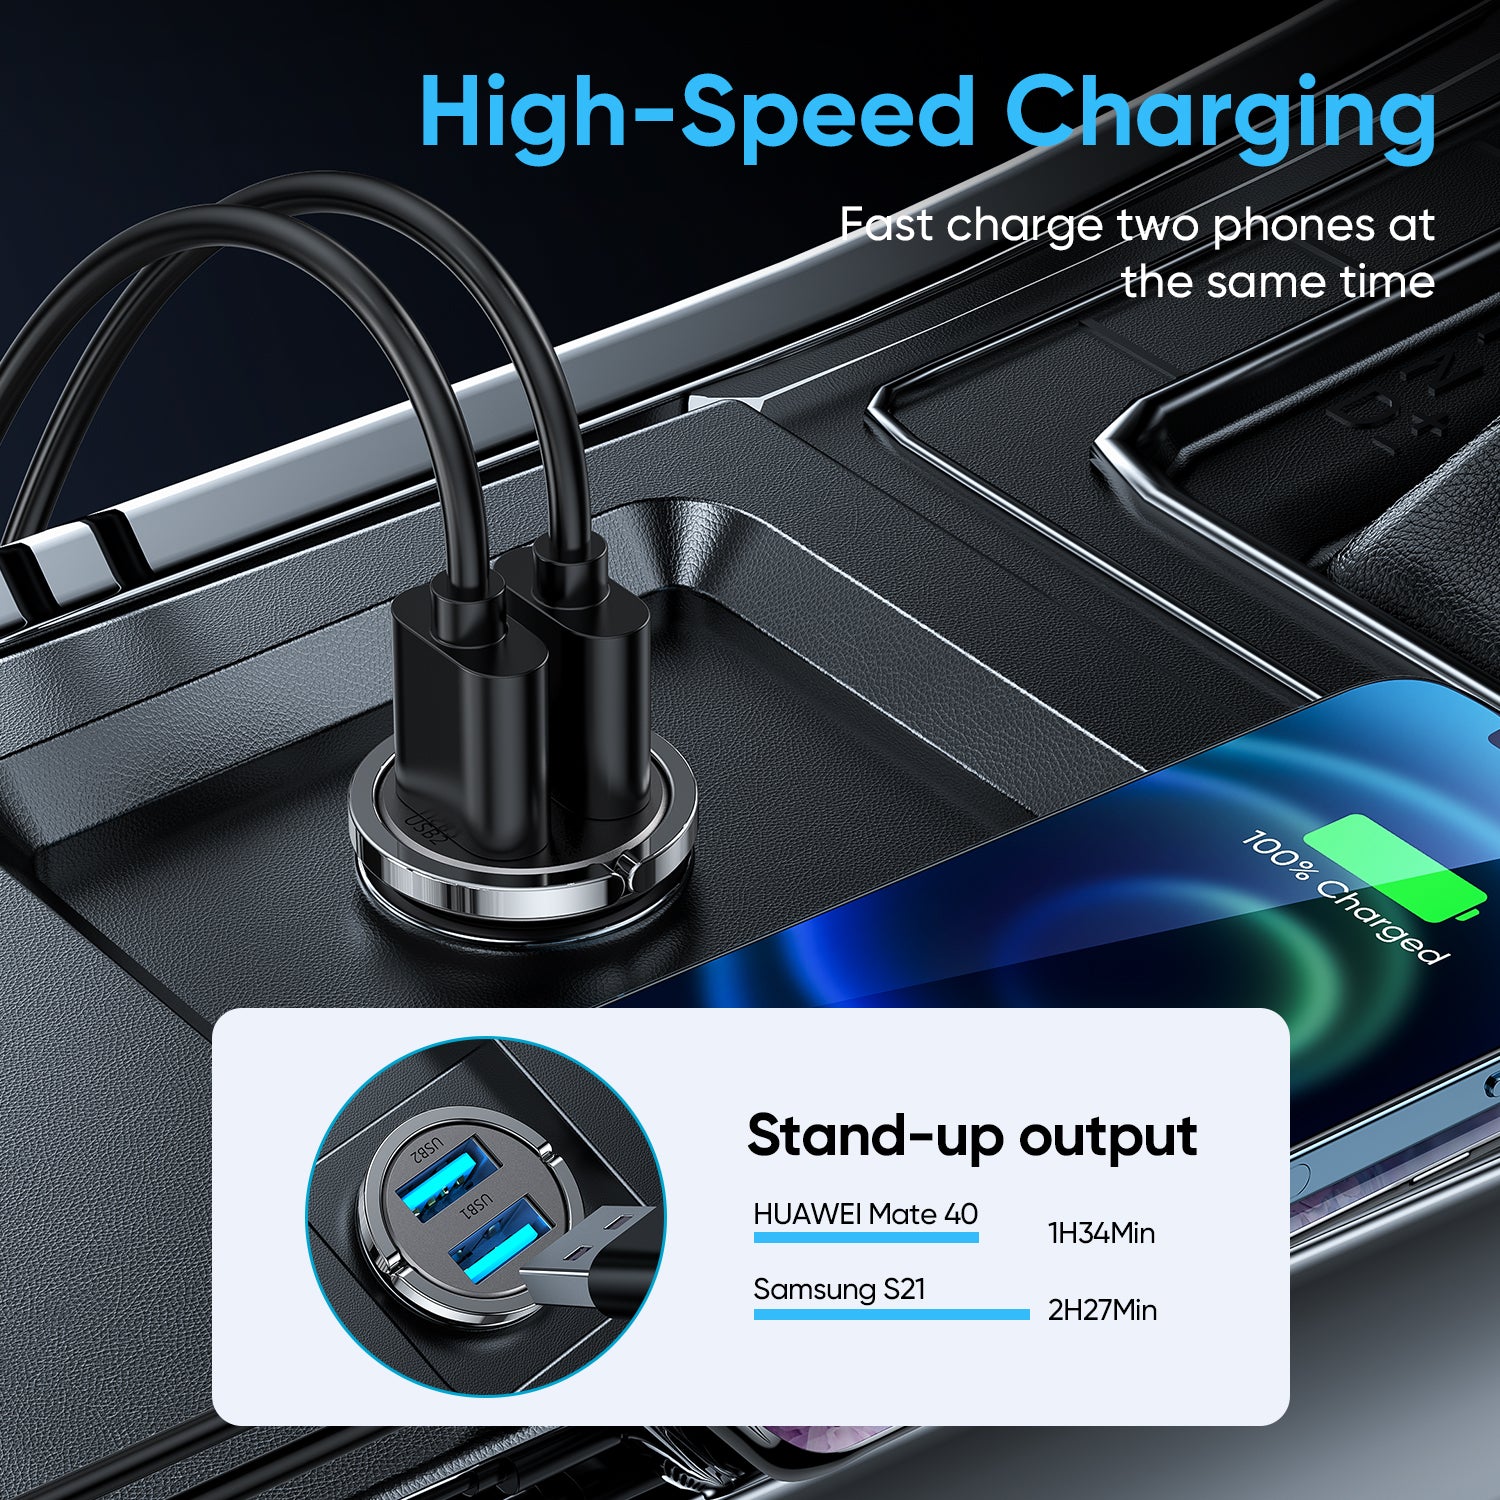 High-Speed Charging
Fast charge two phones at
the same time
USB2
100% Charged
USB2
USB1
Stand-up output
HUAWEI Mate 40
1H34Min
Samsung S21
2H27Min